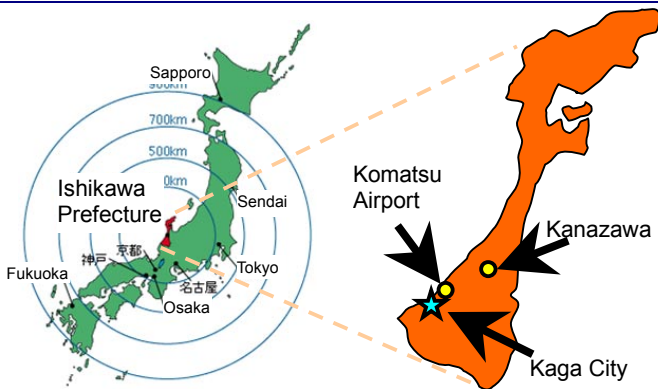 Sapporo
900km
700km
500km
0km
Ishikawa
Prefecture
Sendai
京都
神戸
名古屋
Tokyo
Fukuoka
Osaka
Komatsu
Airport
Kanazawa
Kaga City